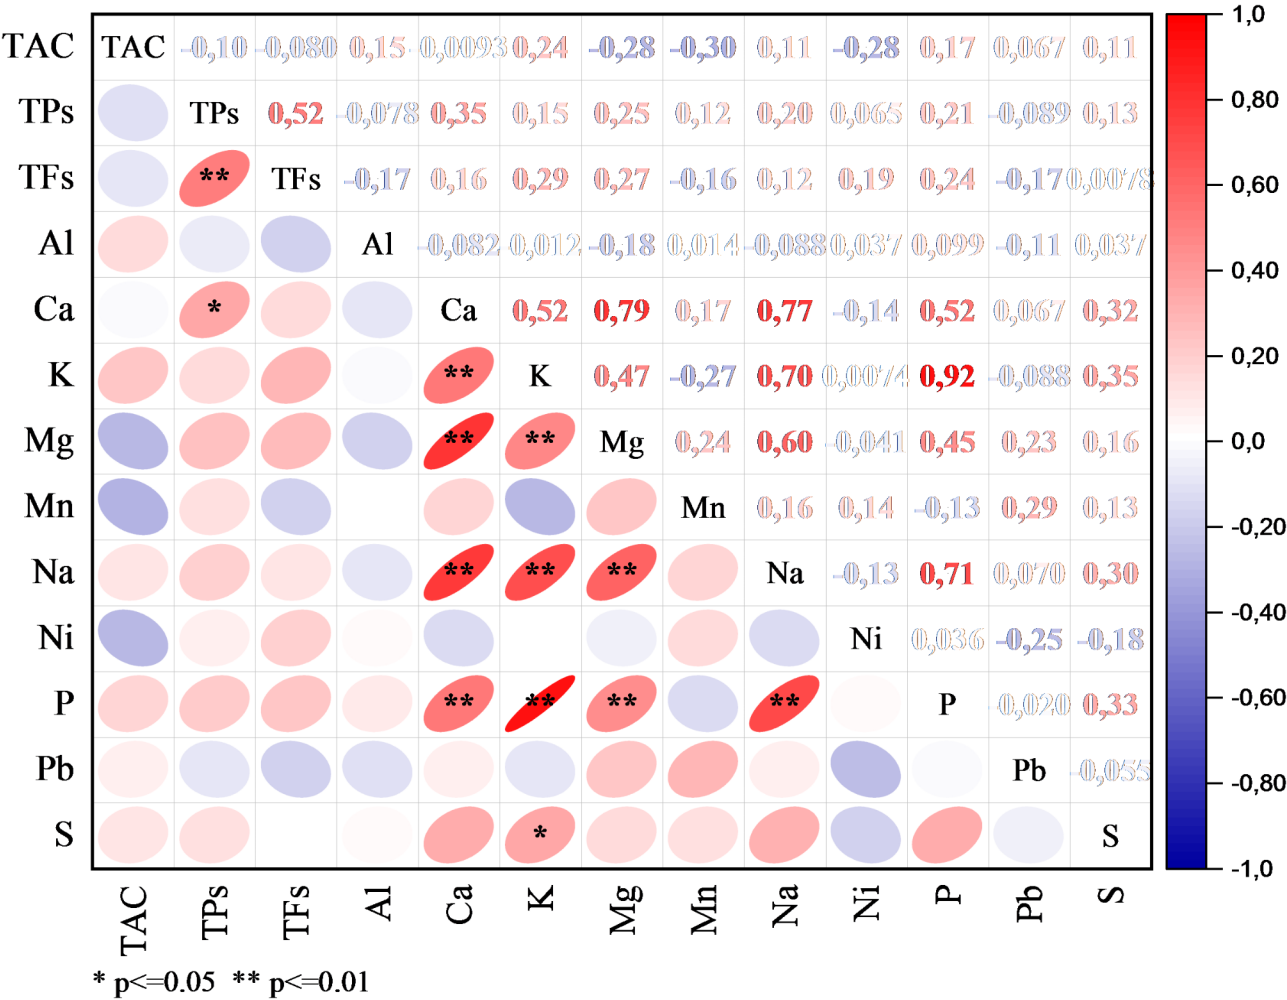 TAC TAC -0,10 -0,080 0,15 -0,0093 0,24 -0,28 -0,30 0,11 -0,28 0,17 0,067 0,11
TPs TPs 0,52 -0,078 0,35 0,15 0,25 0,12 0,20 0,065 0,21 -0,089 0,13
TFs ** TFs -0,17 0,16 0,29 0,27 -0,16 0,12 0,19 0,24 -0,17 0,0078
Al Al -0,082 -0,012 -0,18 0,014 -0,088 0,037 0,099 -0,11 0,037
Ca * Ca 0,52 0,79 0,17 0,77 -0,14 0,52 0,067 0,32
K ** K 0,47 -0,27 0,70 0,0074 0,92 -0,088 0,35
Mg ** ** Mg 0,24 0,60 -0,041 0,45 0,23 0,16
Mn Mn 0,16 0,14 -0,13 0,29 0,13
Na ** ** ** Na -0,13 0,71 0,070 0,30
Ni Ni 0,036 -0,25 -0,18
P ** ** ** ** P -0,020 0,33
Pb Pb -0,055
S * S
TAC TPs TFs Al Ca K Mg Mn Na Ni P Pb S
* p<=0.05 ** p<=0.01
1,0
0,80
0,60
0,40
0,20
0,0
-0,20
-0,40
-0,60
-0,80
-1,0